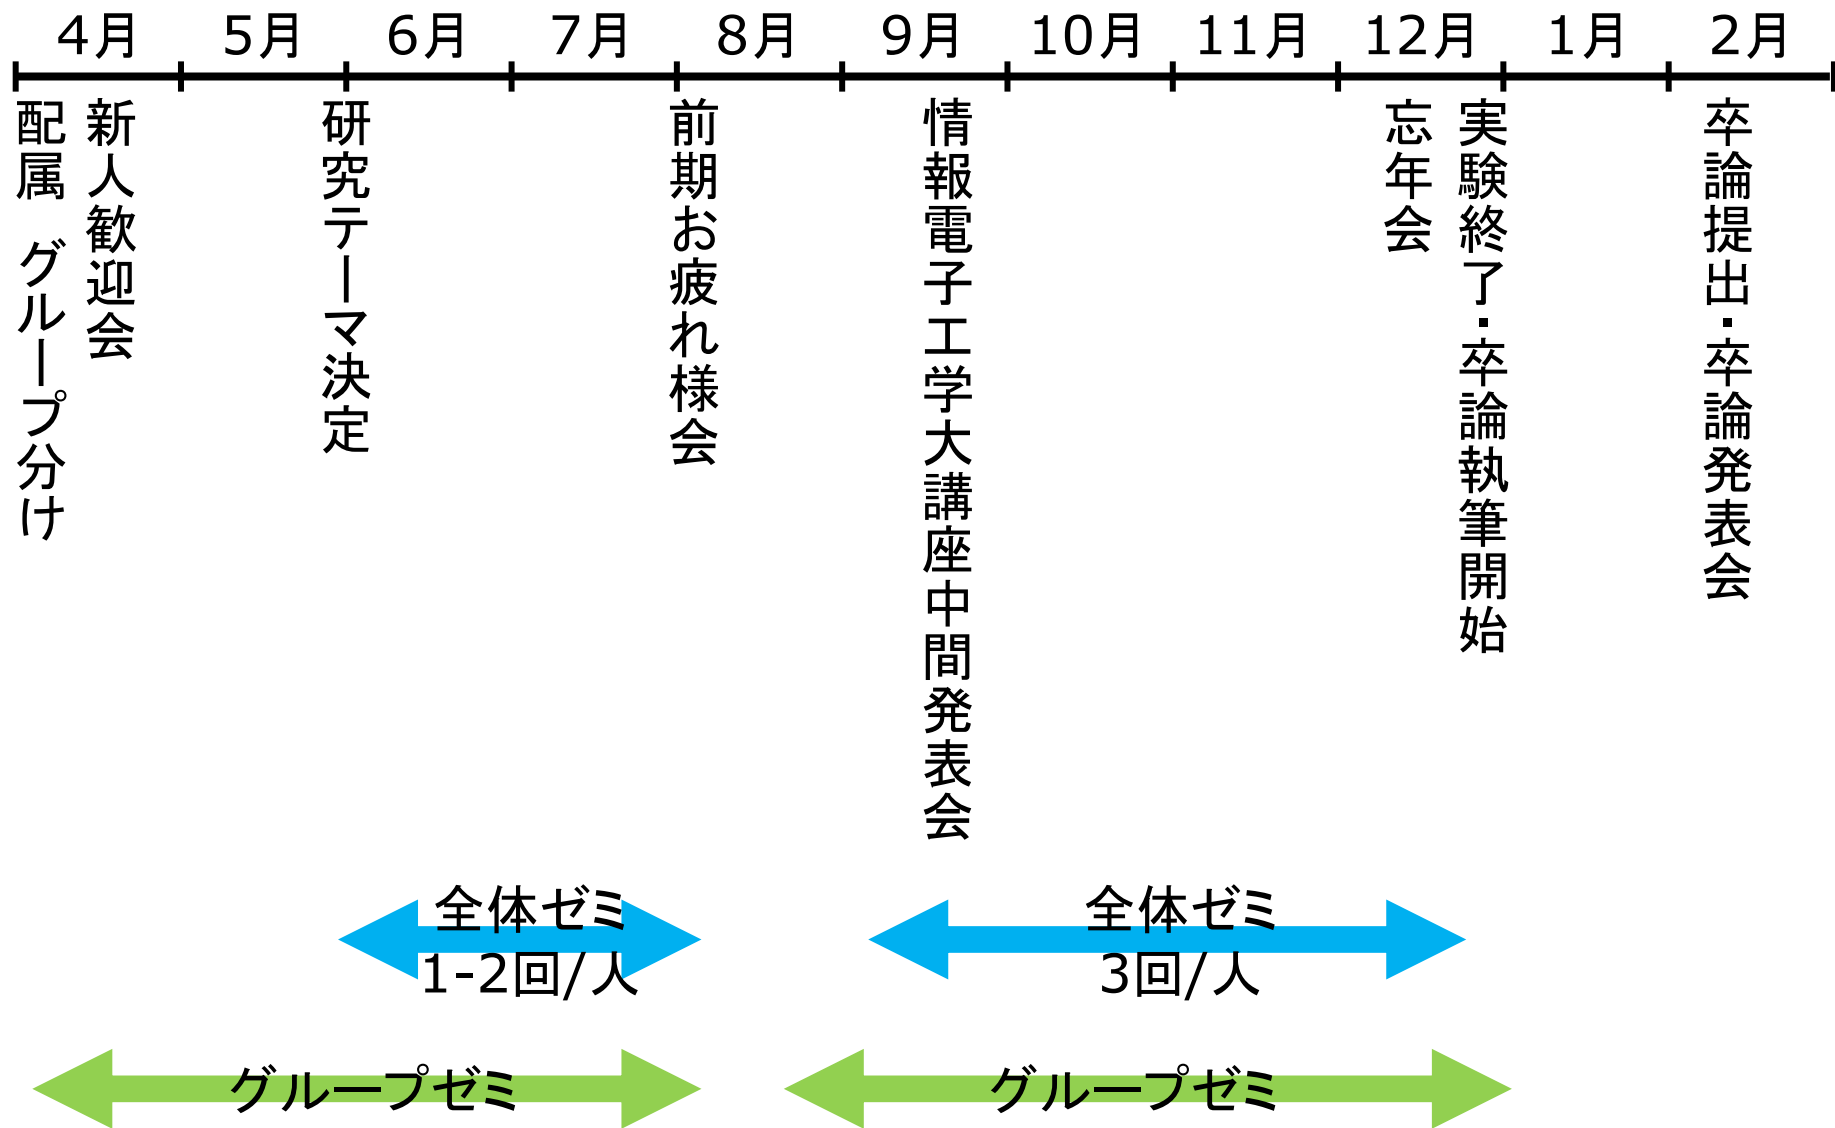 4月
5月
6月
7月
8月
9月
10月
11月
12月
1月
2月
配属 グループ分け
新人歓迎会
研究テーマ決定
前期お疲れ様会
情報電子工学大講座中間発表会
忘年会
実験終了・卒論執筆開始
卒論提出・卒論発表会
全体ゼミ
1-2回/人
全体ゼミ
3回/人
グループゼミ
グループゼミ